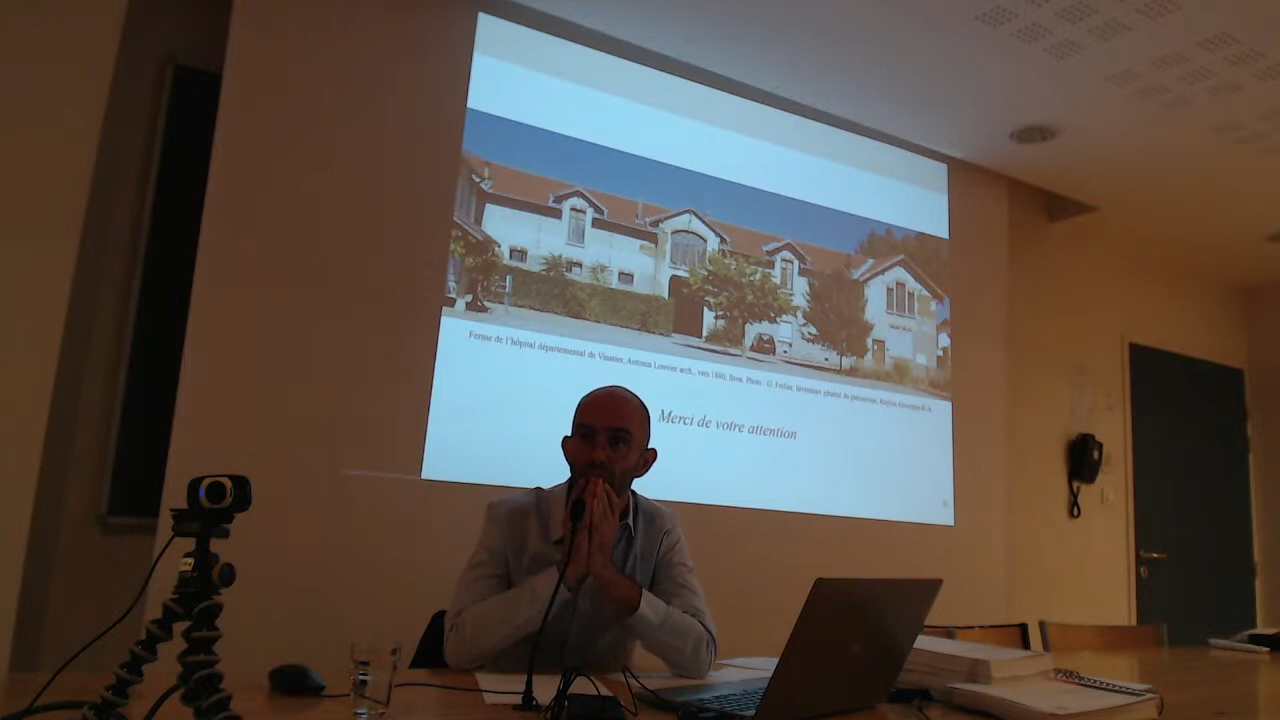 Ferme de l'hôpital départemental du Vinatier, Antonin Louvier arch., vers 1880, Bron. Photo : O. Ferlier, Inventaire général du patrimoine, Région Auvergne-R.-A.
Merci de votre attention